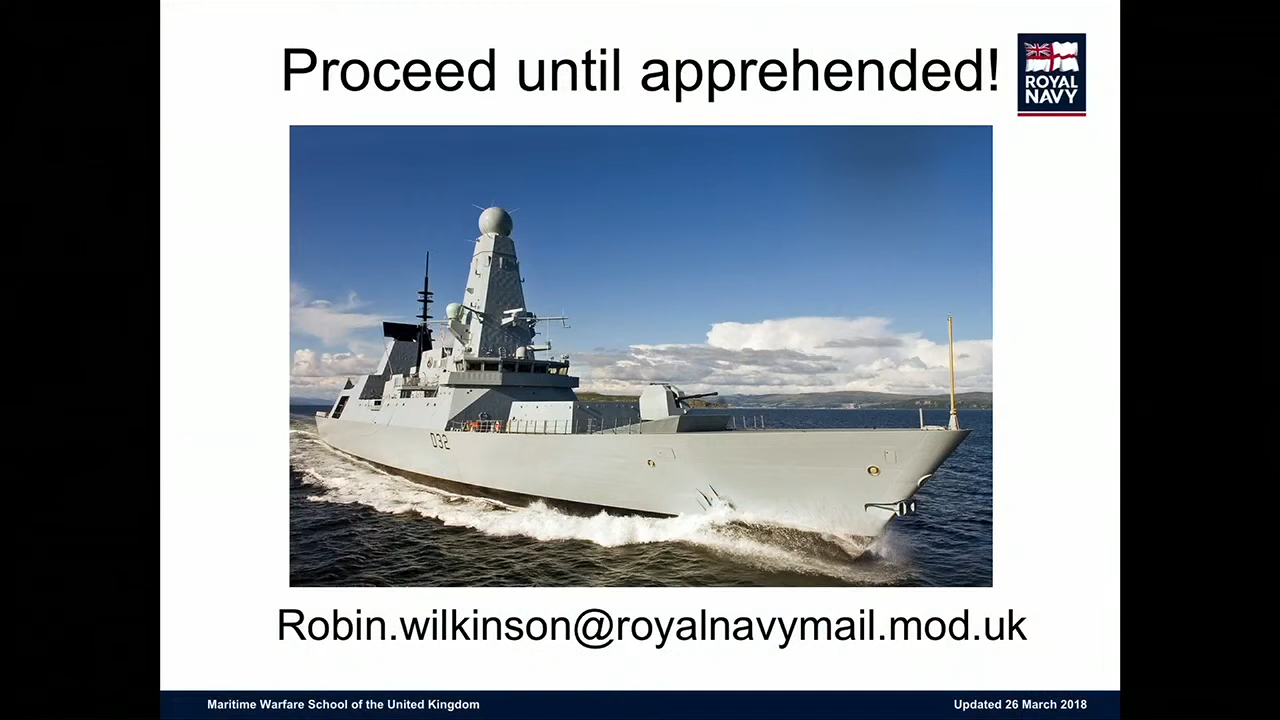 Proceed until apprehended!
ROYAL
NAVY
D32
Robin.wilkinson@royalnavymail.mod.uk
Maritime Warfare School of the United Kingdom
Updated 26 March 2018